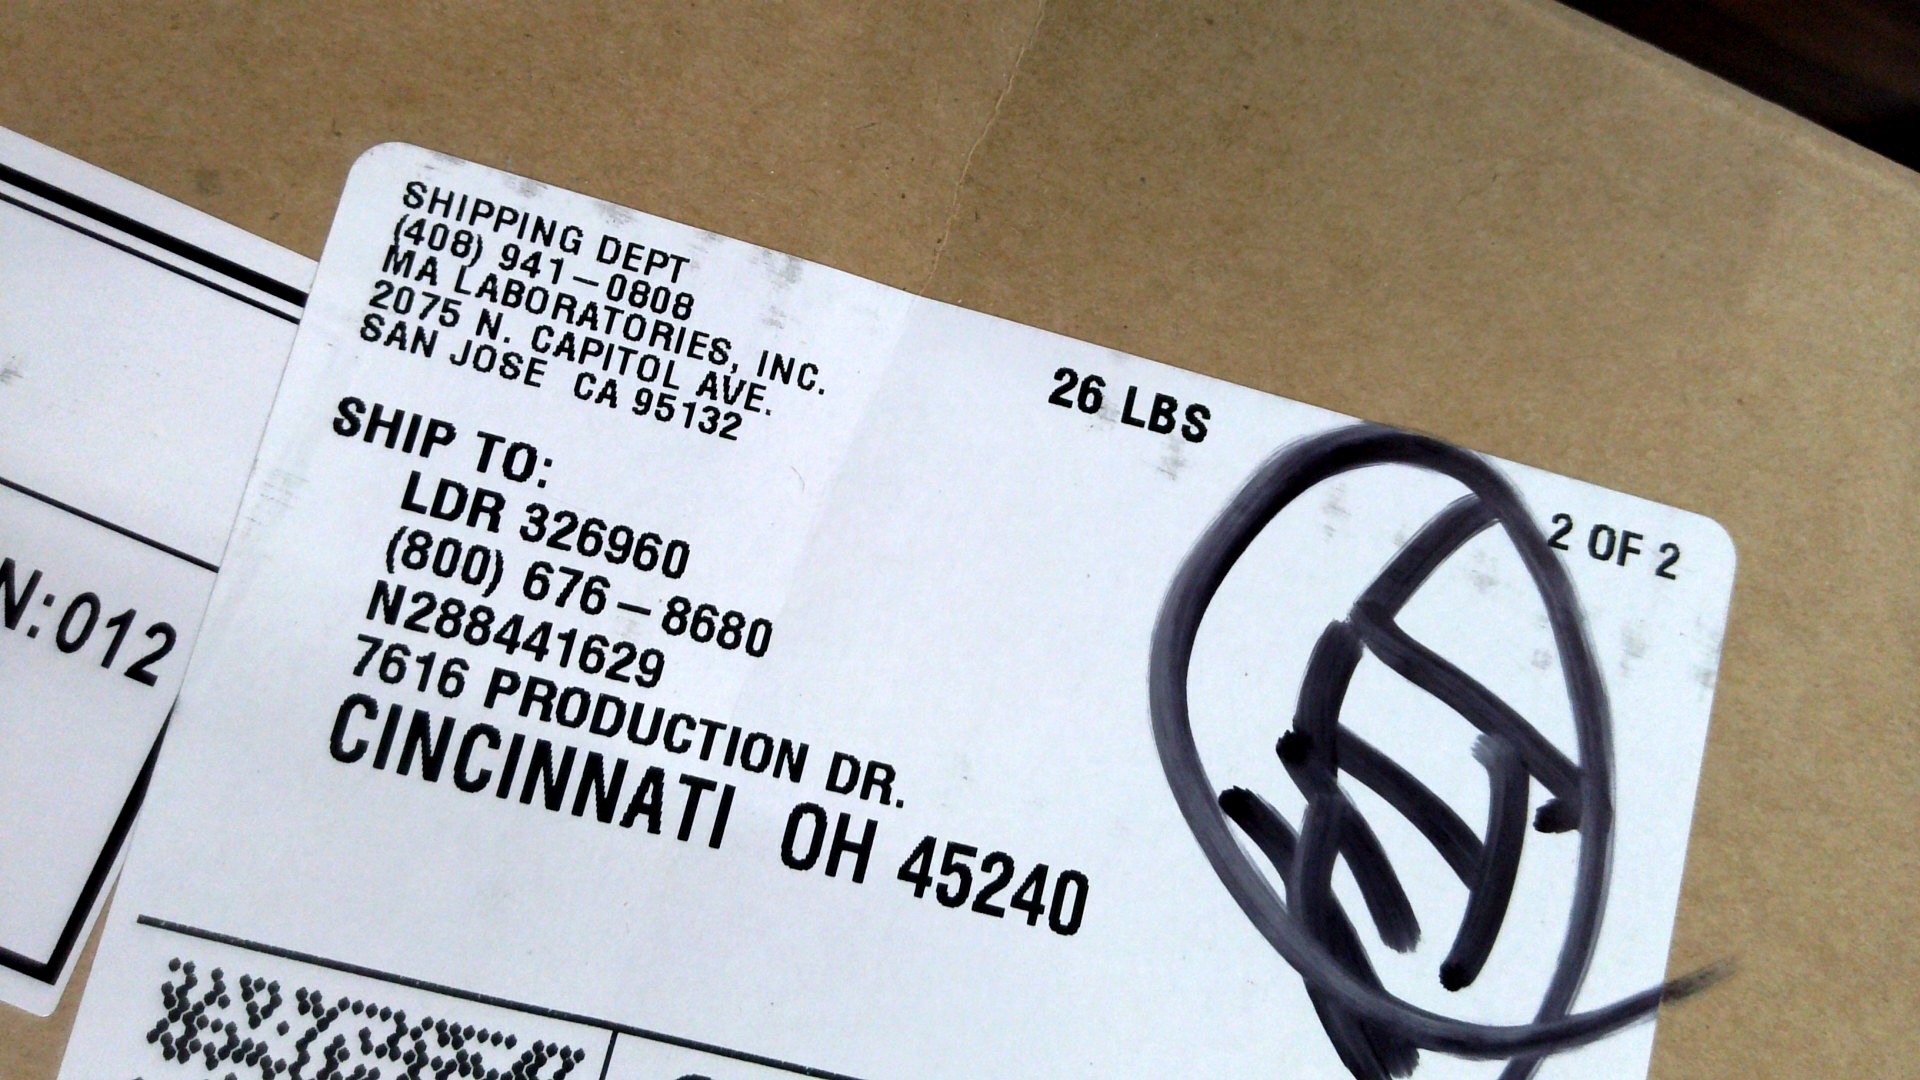 SHIPPING DEPT
(408) 941-0808
MA LABORATORIES, INC.
2075 N. CAPITOL AVE.
SAN JOSE CA 95132
26 LBS
2 OF 2
SHIP TO:
LDR 326960
(800) 676-8680
N288441629
7616 PRODUCTION DR.
CINCINNATI OH 45240
N:012